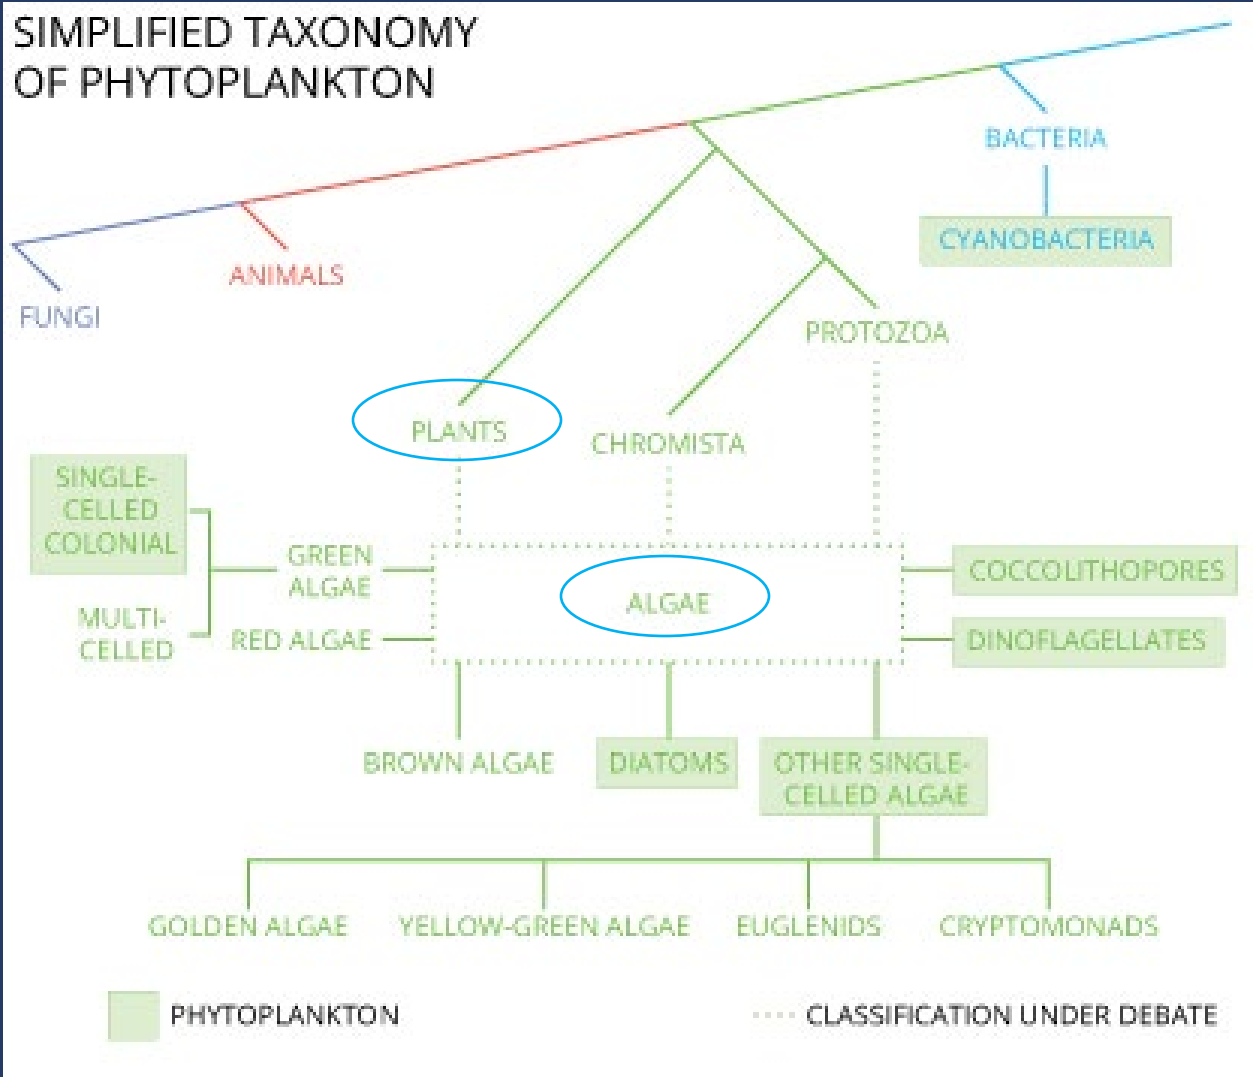 SIMPLIFIED TAXONOMY
OF PHYTOPLANKTON
BACTERIA
CYANOBACTERIA
ANIMALS
FUNGI
PROTOZOA
PLANTS
CHROMISTA
SINGLE-
CELLED
COLONIAL
GREEN
ALGAE
MULTI-
CELLED
RED ALGAE
ALGAE
COCCOLITHOPORES
DINOFLAGELLATES
BROWN ALGAE
DIATOMS
OTHER SINGLE-
CELLED ALGAE
GOLDEN ALGAE
YELLOW-GREEN ALGAE
EUGLENIDS
CRYPTOMONADS
PHYTOPLANKTON
CLASSIFICATION UNDER DEBATE